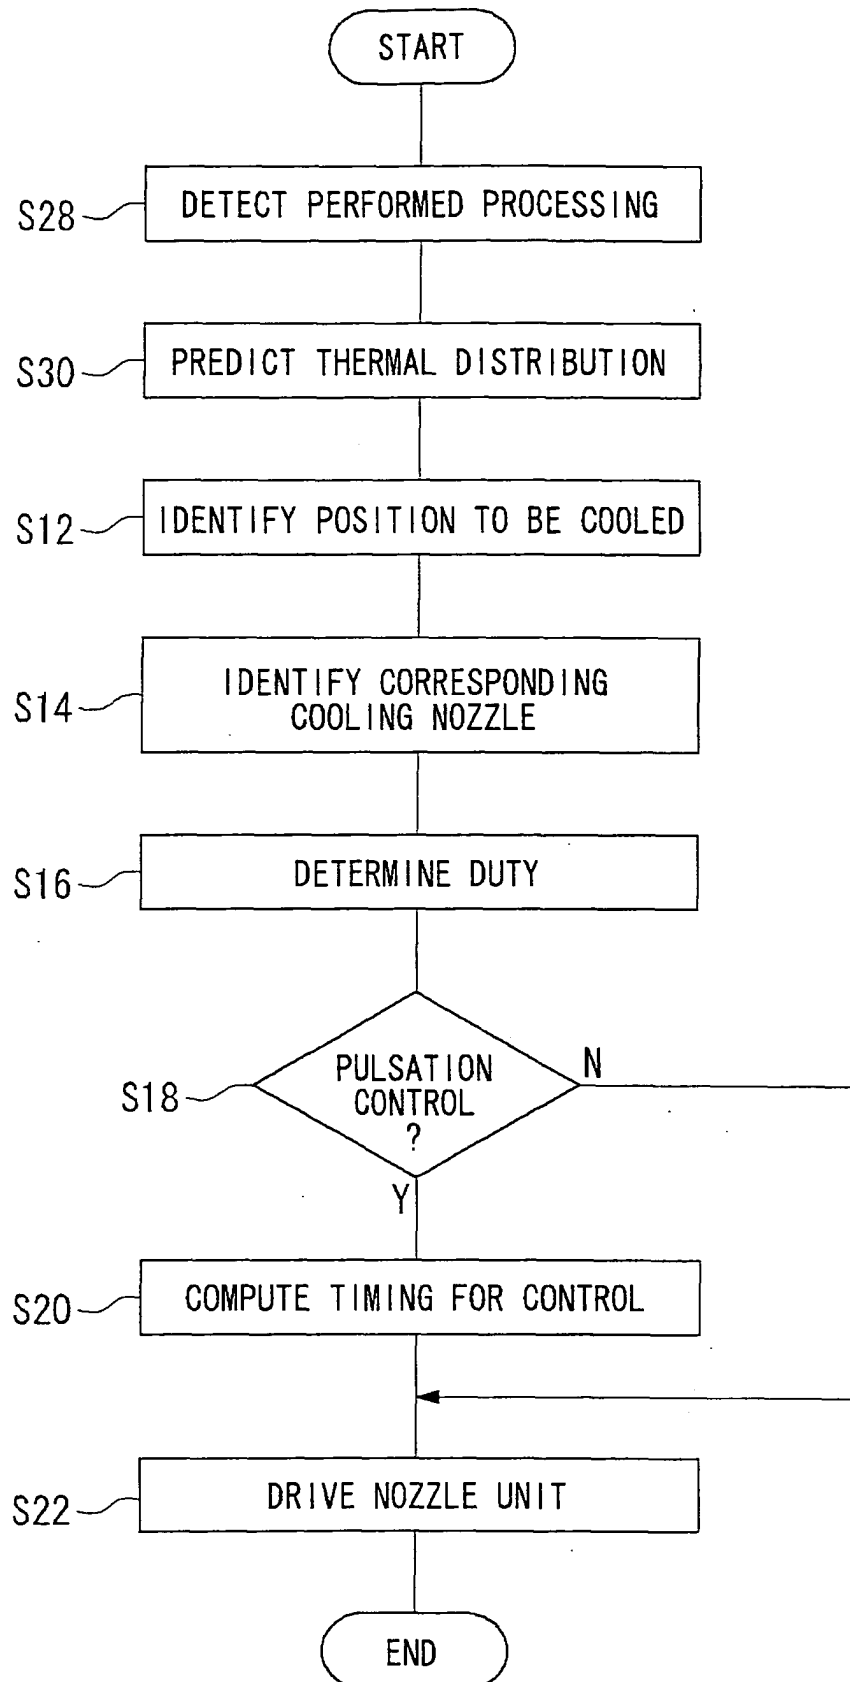 START
S28
DETECT PERFORMED PROCESSING
S30
PREDICT THERMAL DISTRIBUTION
S12
IDENTIFY POSITION TO BE COOLED
S14
IDENTIFY CORRESPONDING
COOLING NOZZLE
S16
DETERMINE DUTY
S18
PULSATION
CONTROL
?
N
Y
S20
COMPUTE TIMING FOR CONTROL
S22
DRIVE NOZZLE UNIT
END